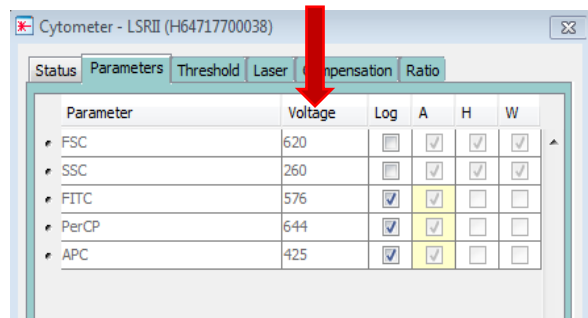 Cytometer - LSRII (H64717700038)
Status Parameters Threshold Laser Ratio
Parameter Voltage Log A H W
FSC 620
SSC 260
FITC 576
PerCP 644
APC 425